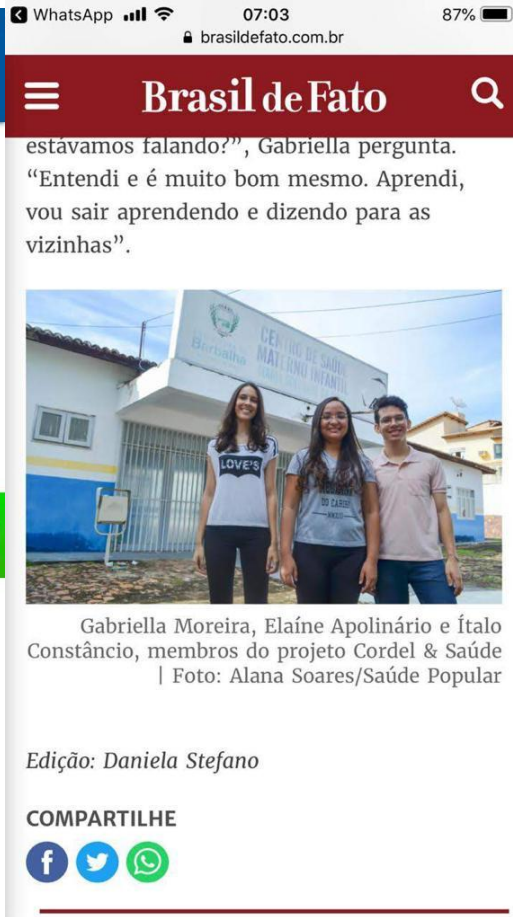 WhatsApp
07:03
87%
brasildefato.com.br
Brasil de Fato
estávamos falando?”, Gabriella pergunta.
“Entendi e é muito bom mesmo. Aprendi,
vou sair aprendendo e dizendo para as
vizinhas”.
Barbalha
CENTRO DE SAÚDE
MATERNO INFANTIL
LOVE'S
DO CARIRI
Gabriella Moreira, Elaíne Apolinário e Ítalo
Constâncio, membros do projeto Cordel & Saúde
| Foto: Alana Soares/Saúde Popular
Edição: Daniela Stefano
COMPARTILHE